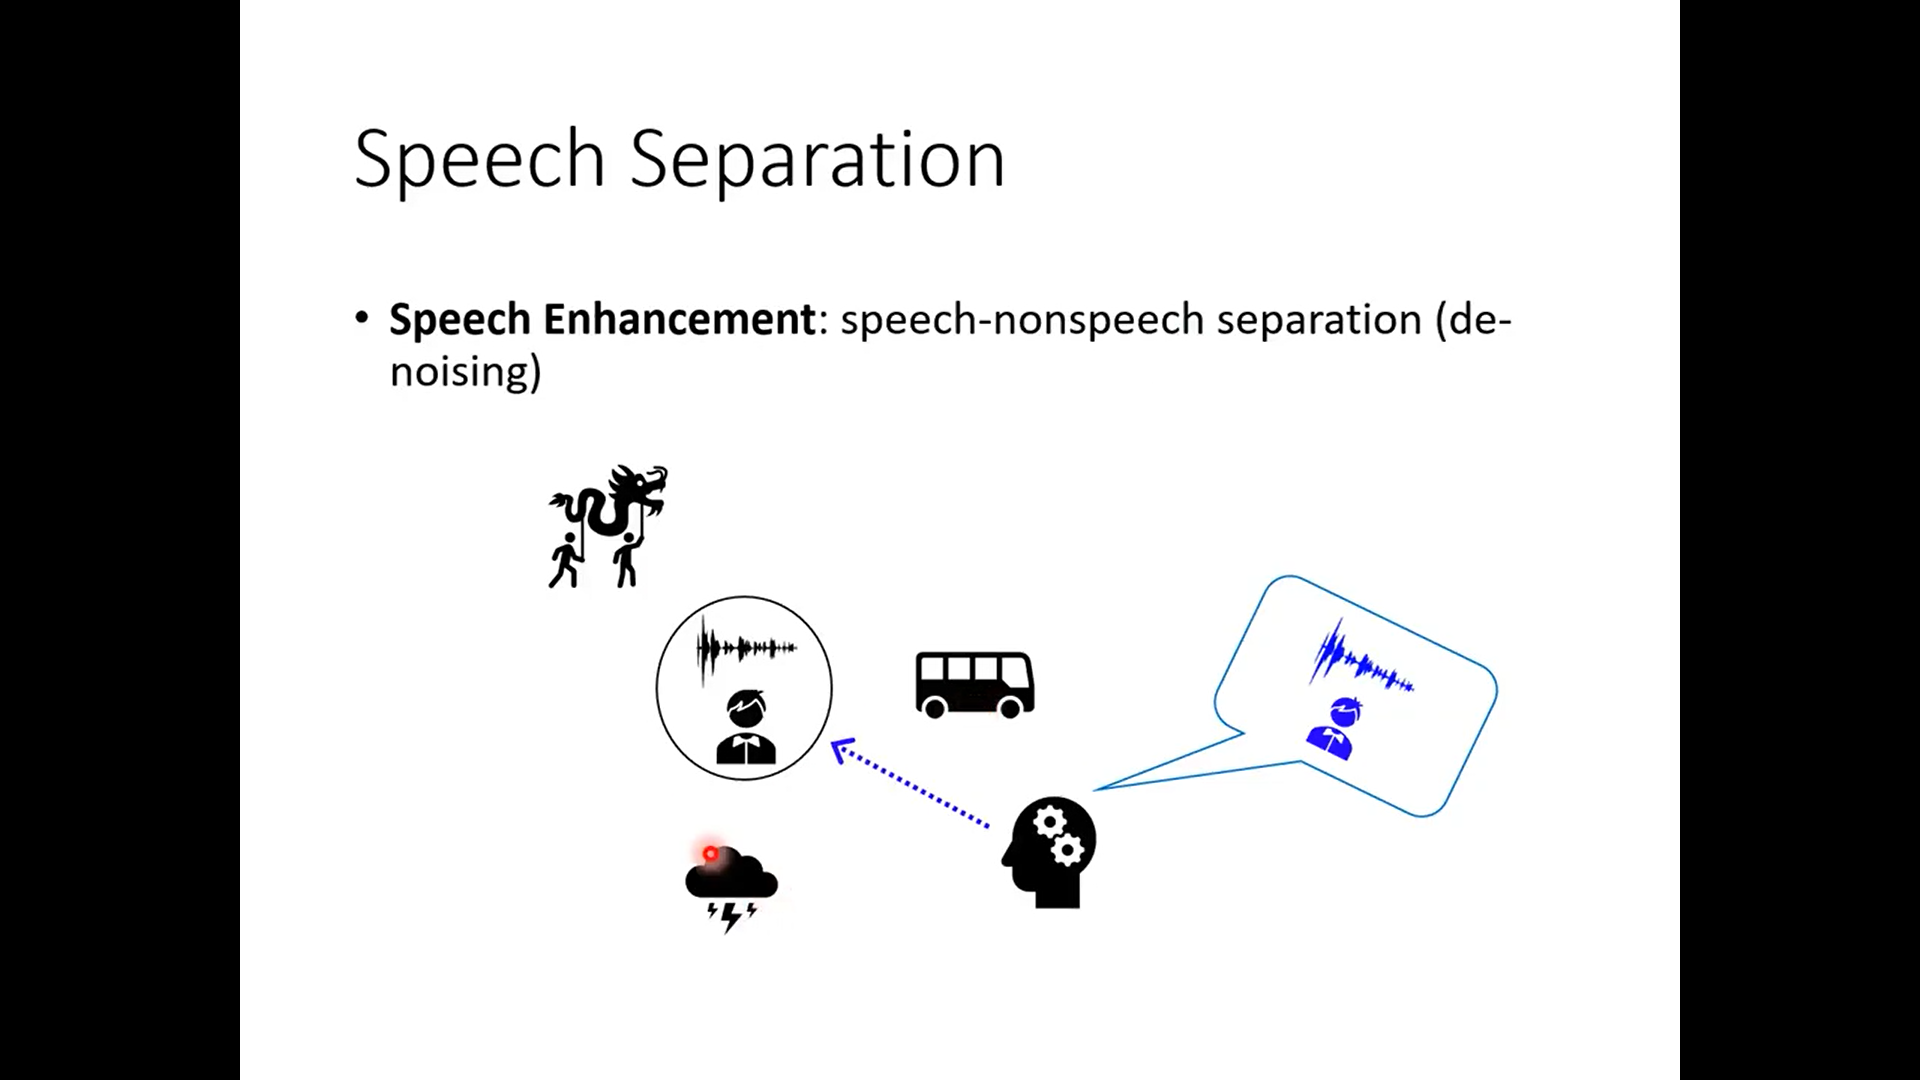 Speech Separation
• Speech Enhancement: speech-nonspeech separation (de-
noising)